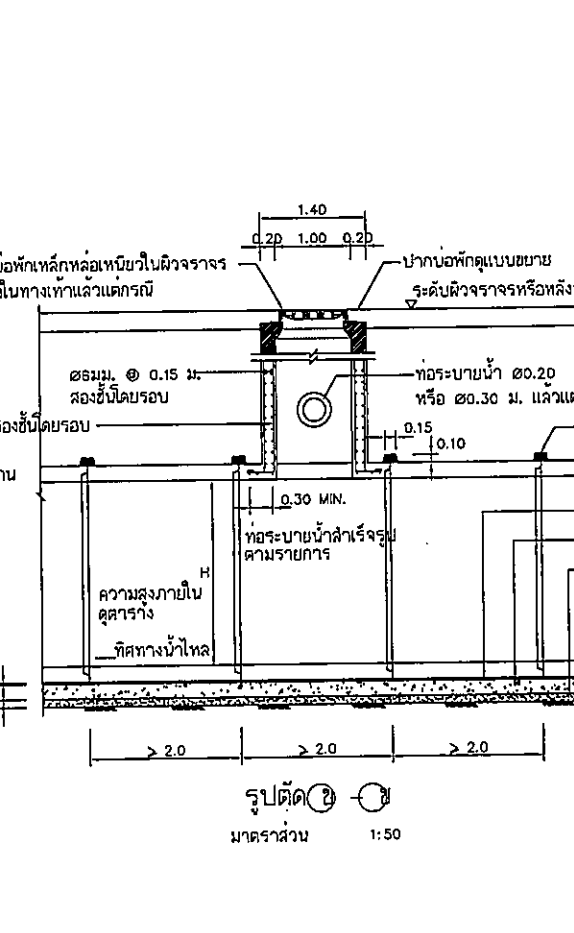 1.40
0.20 1.00 0.20
บ่อพักเหล็กหล่อเหนียวในผิวจราจร
ในทางเท้าแล้วแต่กรณี
ปากบ่อพักดูแบบขยาย
ระดับผิวจราจรหรือหลัง
Ø6มม. @ 0.15 ม.
สองชั้นโดยรอบ
ท่อระบายน้ำ Ø0.20
หรือ Ø0.30 ม. แล้วแต่
สองชั้นโดยรอบ
0.15
0.10
0.30 MIN.
ท่อระบายน้ำสำเร็จรูป
ตามรายการ
H
ความสูงภายใน
ดูตาราง
ทิศทางน้ำไหล
> 2.0 > 2.0 > 2.0
รูปตัด ข - ข
มาตราส่วน 1:50